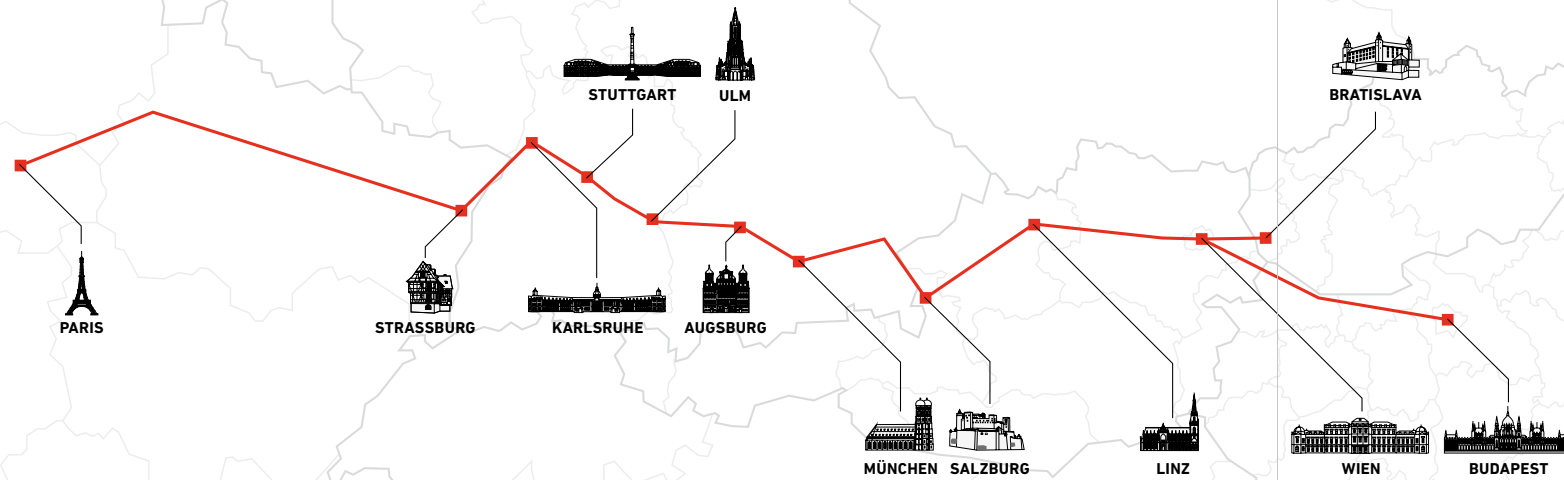 STUTTGART
ULM
BRATISLAVA
PARIS
STRASSBURG
KARLSRUHE
AUGSBURG
MÜNCHEN
SALZBURG
LINZ
WIEN
BUDAPEST